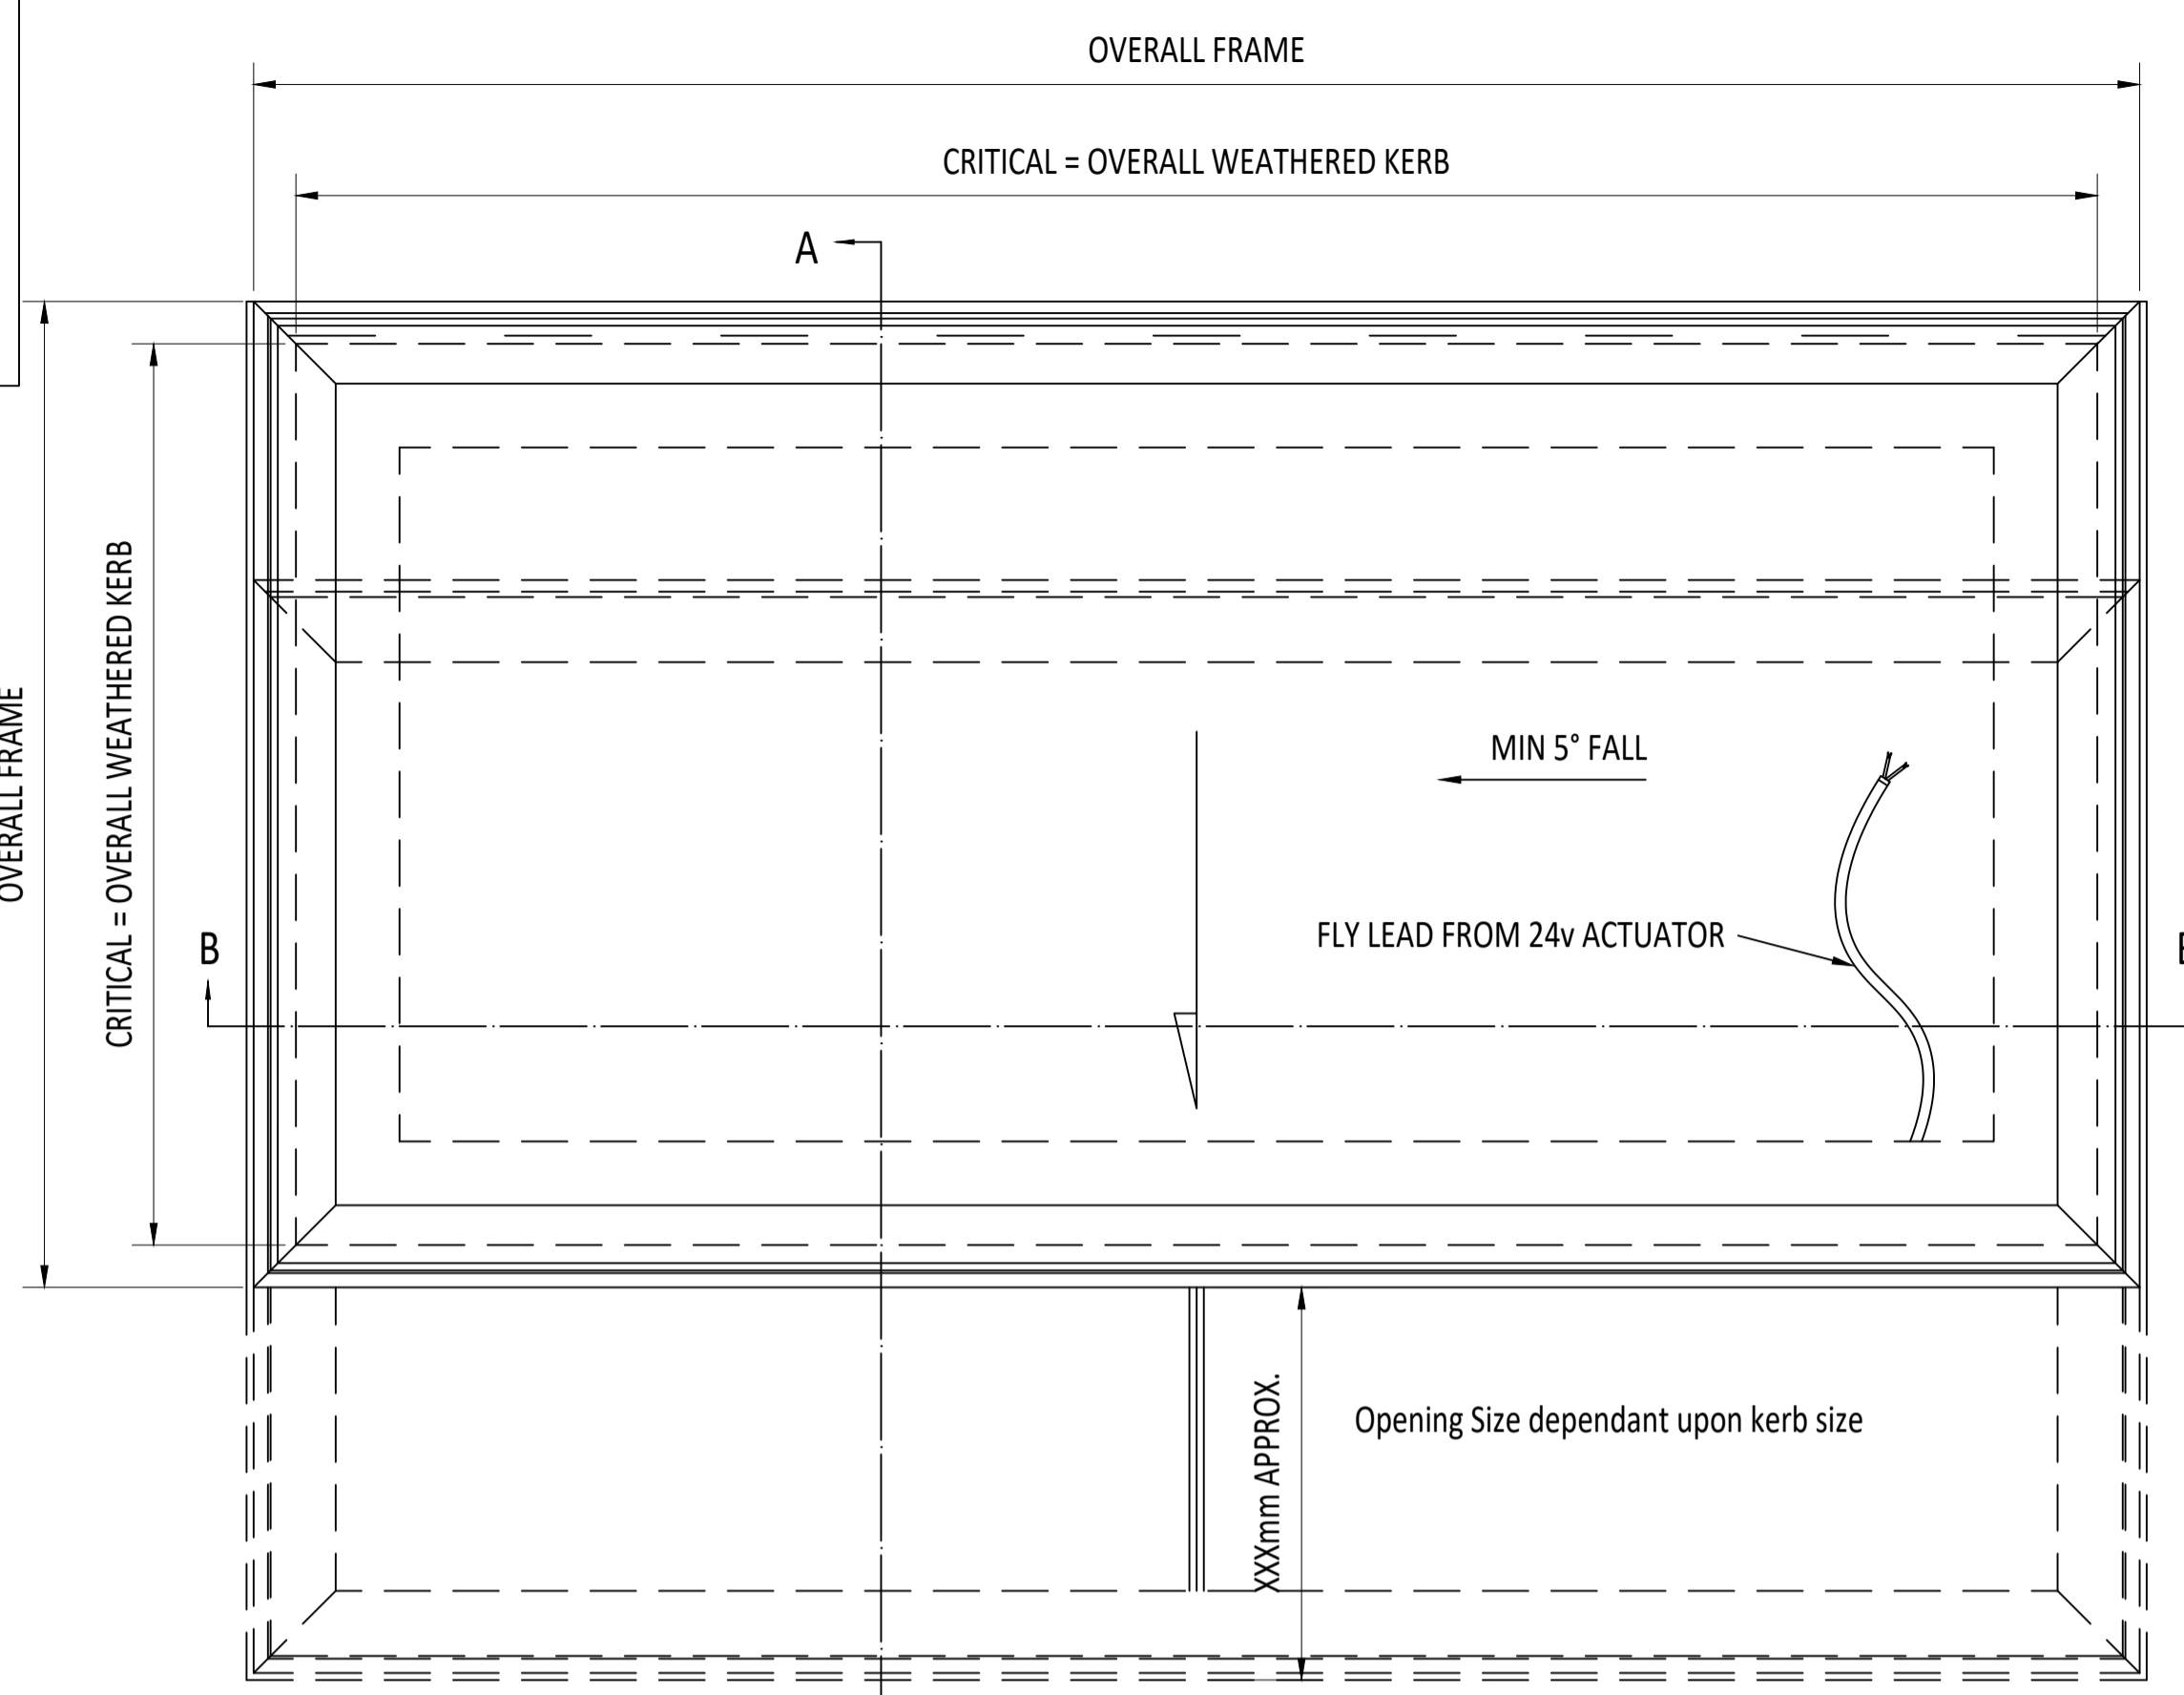 OVERALL FRAME
CRITICAL = OVERALL WEATHERED KERB
A
OVERALL FRAME
CRITICAL = OVERALL WEATHERED KERB
MIN 5° FALL
FLY LEAD FROM 24v ACTUATOR
B
XXXmm APPROX.
Opening Size dependant upon kerb size